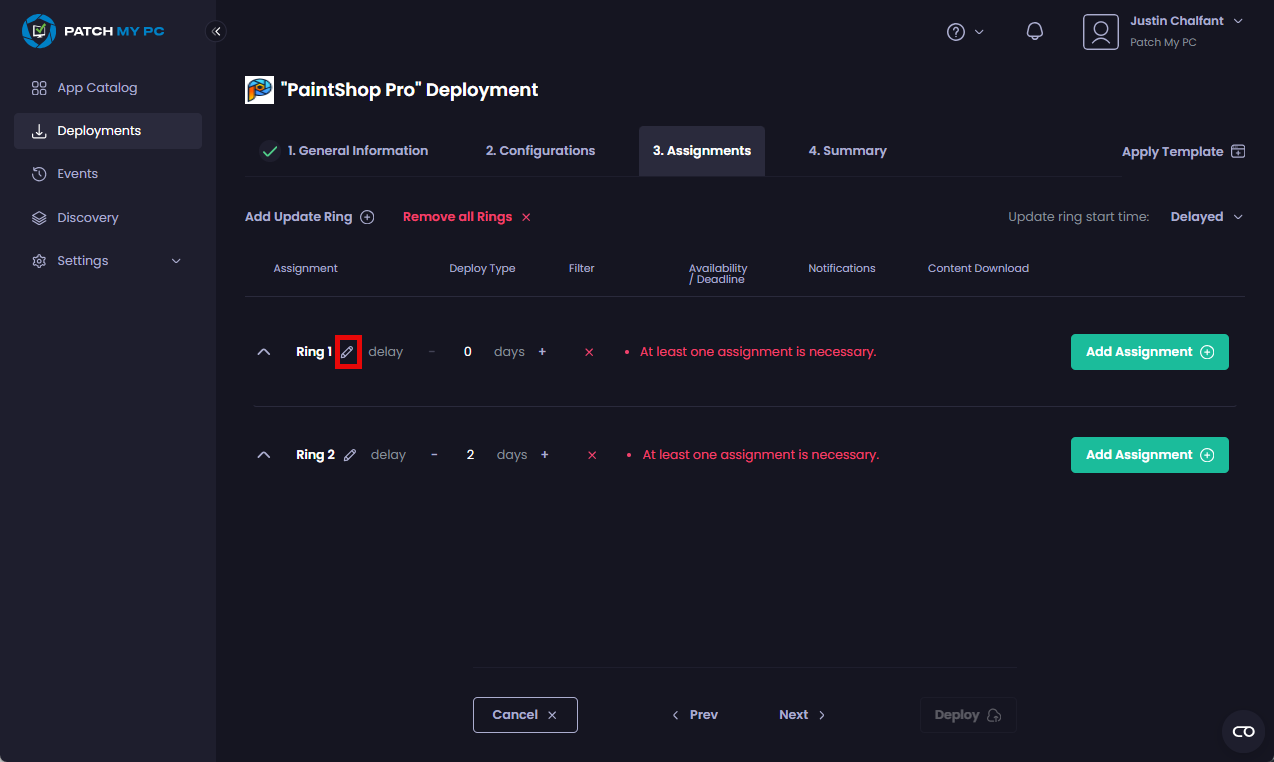 PATCH MY PC
Justin Chalfant
Patch My PC
App Catalog
Deployments
Events
Discovery
Settings
"PaintShop Pro" Deployment
1. General Information 2. Configurations 3. Assignments 4. Summary Apply Template
Add Update Ring Remove all Rings Update ring start time: Delayed
Assignment Deploy Type Filter Availability / Deadline Notifications Content Download
Ring 1 delay - 0 days + • At least one assignment is necessary. Add Assignment
Ring 2 delay - 2 days + • At least one assignment is necessary. Add Assignment
Cancel Prev Next Deploy